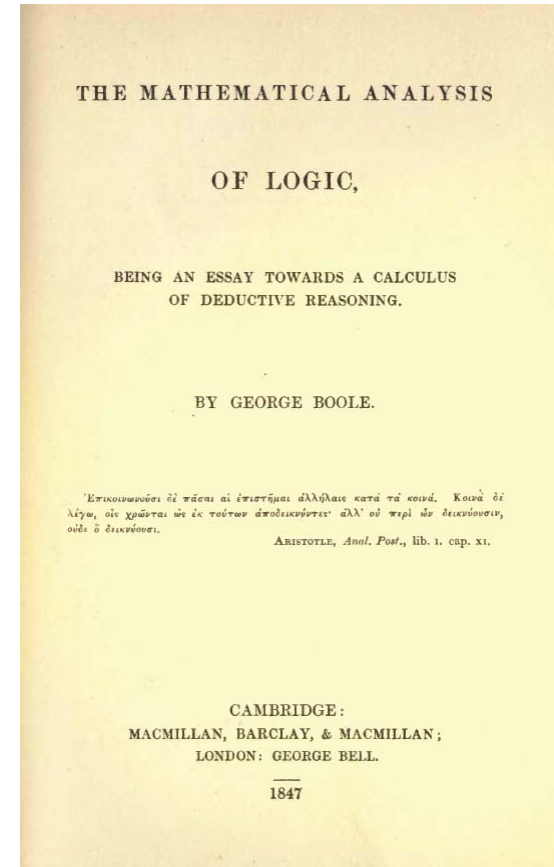 THE MATHEMATICAL ANALYSIS
OF LOGIC,
BEING AN ESSAY TOWARDS A CALCULUS
OF DEDUCTIVE REASONING.
BY GEORGE BOOLE.
Ἐπικοινωνοῦσι δὲ πᾶσαι αἱ ἐπιστῆμαι ἀλλήλαις κατὰ τὰ κοινά. Κοινὰ δὲ
λέγω, οἷς χρῶνται ὡς ἐκ τούτων ἀποδεικνύντες· ἀλλ' οὐ περὶ ὧν δεικνύουσιν,
οὐδὲ ὃ δεικνύουσι.
ARISTOTLE, Anal. Post., lib. I. cap. XI.
CAMBRIDGE:
MACMILLAN, BARCLAY, & MACMILLAN;
LONDON: GEORGE BELL.
1847